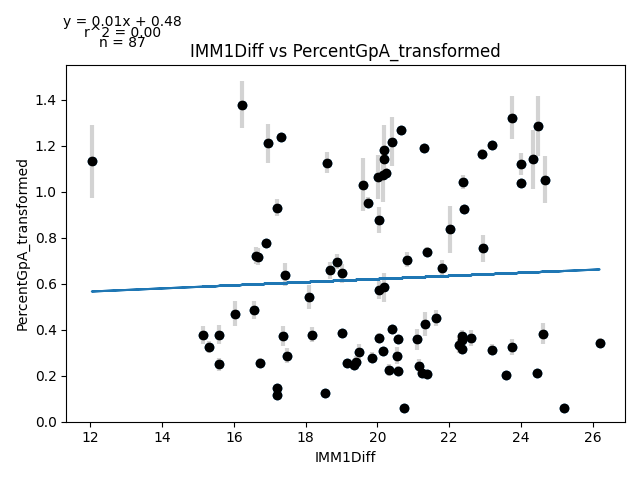 y = 0.01x + 0.48
r^2 = 0.00
n = 87
IMM1Diff vs PercentGpA_transformed
1.4
1.2
1.0
0.8
0.6
0.4
0.2
0.0
PercentGpA_transformed
12 14 16 18 20 22 24 26
IMM1Diff